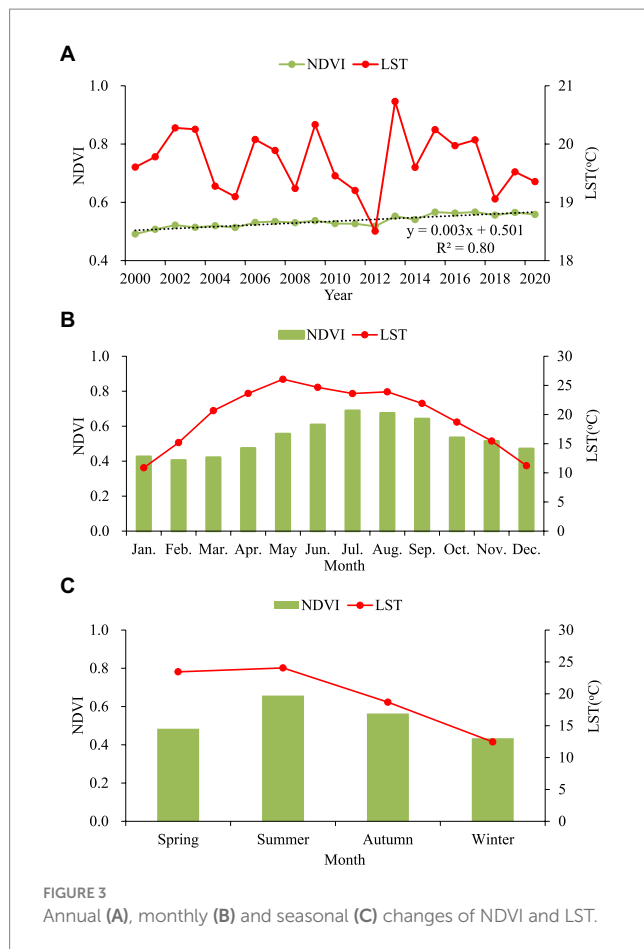 A
NDVI LST
1.0 21
0.8 20
0.6 19
0.4 18
NDVI
LST(°C)
y = 0.003x + 0.501
R² = 0.80
2000 2002 2004 2006 2008 2010 2012 2014 2016 2018 2020
Year
B
NDVI LST
1.0 30
25
0.8
20
0.6
15
0.4
10
0.2
5
0.0 0
NDVI
LST(°C)
Jan. Feb. Mar. Apr. May Jun. Jul. Aug. Sep. Oct. Nov. Dec.
Month
C
NDVI LST
1.0 30
25
0.8
20
0.6
15
0.4
10
0.2
5
0.0 0
NDVI
LST(°C)
Spring Summer Autumn Winter
Month
FIGURE 3
Annual (A), monthly (B) and seasonal (C) changes of NDVI and LST.